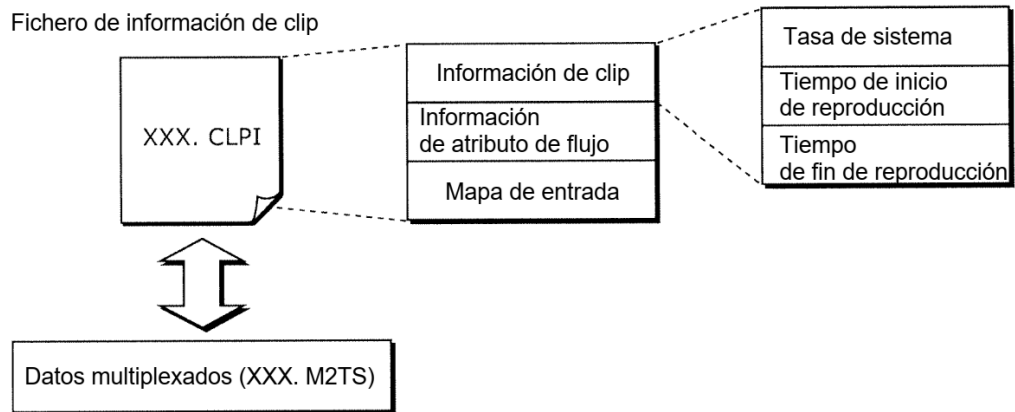 Fichero de información de clip
XXX. CLPI
Información de clip
Información
de atributo de flujo
Mapa de entrada
Tasa de sistema
Tiempo de inicio
de reproducción
Tiempo
de fin de reproducción
Datos multiplexados (XXX. M2TS)